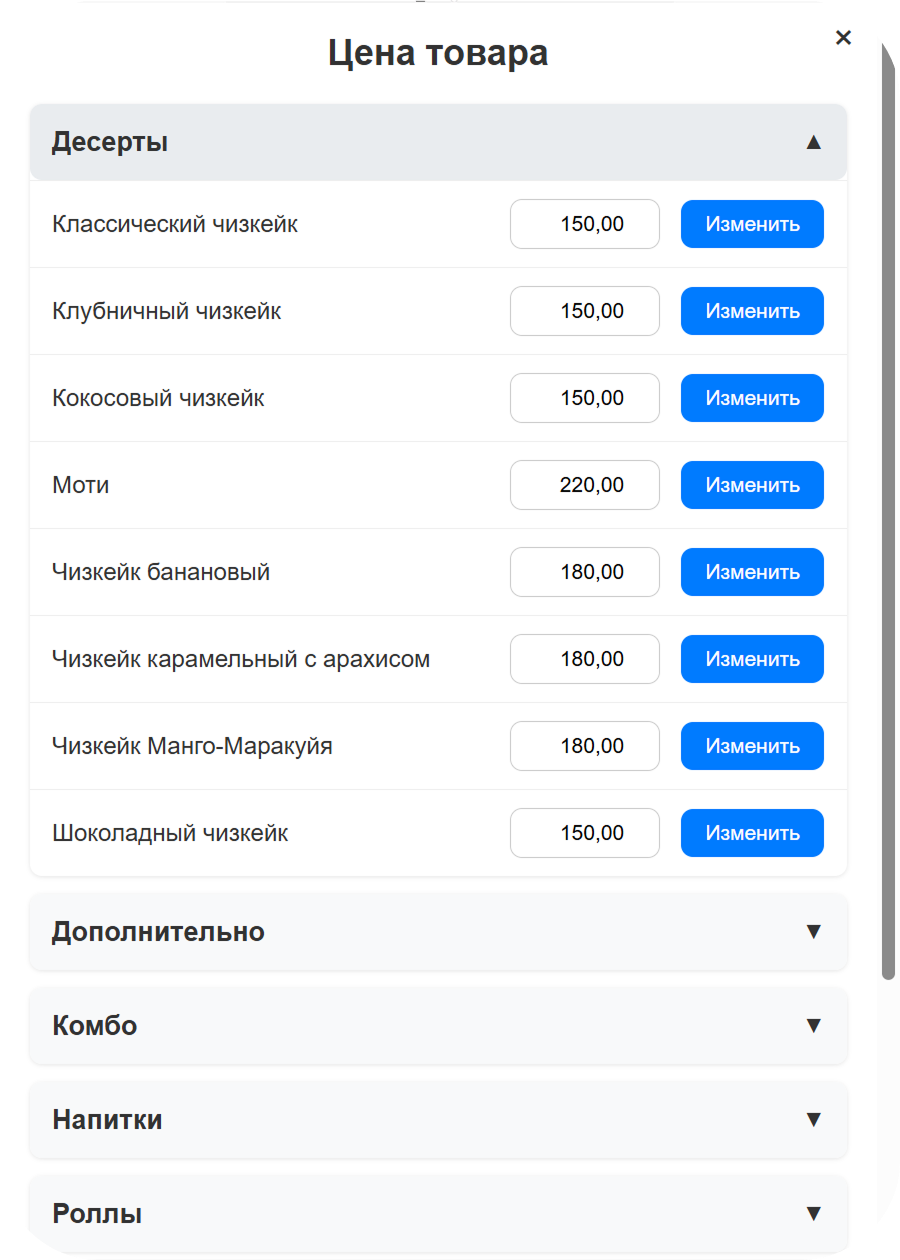 Цена товара
×
Десерты ▲
Классический чизкейк 150,00 Изменить
Клубничный чизкейк 150,00 Изменить
Кокосовый чизкейк 150,00 Изменить
Моти 220,00 Изменить
Чизкейк банановый 180,00 Изменить
Чизкейк карамельный с арахисом 180,00 Изменить
Чизкейк Манго-Маракуйя 180,00 Изменить
Шоколадный чизкейк 150,00 Изменить
Дополнительно ▼
Комбо ▼
Напитки ▼
Роллы ▼